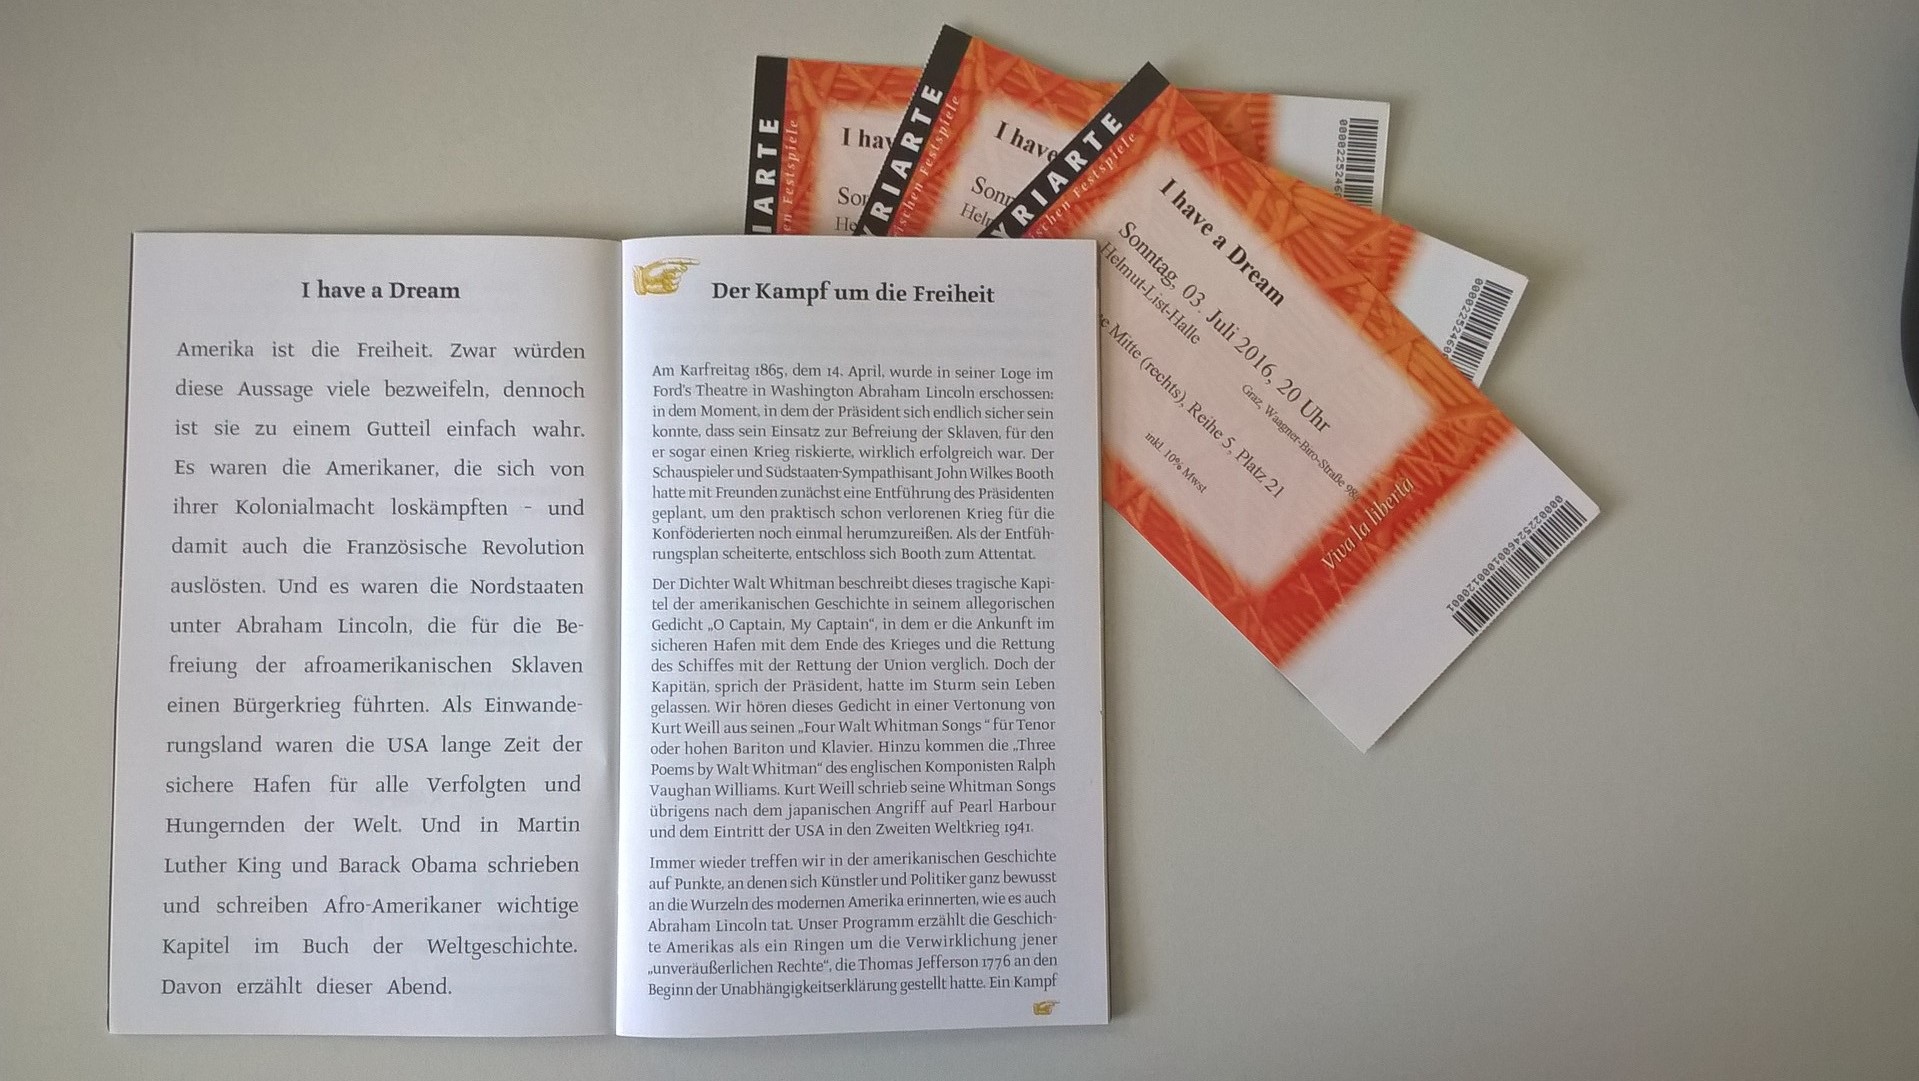 I have a Dream
Amerika ist die Freiheit. Zwar würden
diese Aussage viele bezweifeln, dennoch
ist sie zu einem Gutteil einfach wahr.
Es waren die Amerikaner, die sich von
ihrer Kolonialmacht loskämpften - und
damit auch die Französische Revolution
auslösten. Und es waren die Nordstaaten
unter Abraham Lincoln, die für die Be-
freiung der afroamerikanischen Sklaven
einen Bürgerkrieg führten. Als Einwande-
rungsland waren die USA lange Zeit der
sichere Hafen für alle Verfolgten und
Hungernden der Welt. Und in Martin
Luther King und Barack Obama schrieben
und schreiben Afro-Amerikaner wichtige
Kapitel im Buch der Weltgeschichte.
Davon erzählt dieser Abend.
Der Kampf um die Freiheit
Am Karfreitag 1865, dem 14. April, wurde in seiner Loge im
Ford's Theatre in Washington Abraham Lincoln erschossen:
in dem Moment, in dem der Präsident sich endlich sicher sein
konnte, dass sein Einsatz zur Befreiung der Sklaven, für den
er sogar einen Krieg riskierte, wirklich erfolgreich war. Der
Schauspieler und Südstaaten-Sympathisant John Wilkes Booth
hatte mit Freunden zunächst eine Entführung des Präsidenten
geplant, um den praktisch schon verlorenen Krieg für die
Konföderierten noch einmal herumzureißen. Als der Entfüh-
rungsplan scheiterte, entschloss sich Booth zum Attentat.
Der Dichter Walt Whitman beschreibt dieses tragische Kapi-
tel der amerikanischen Geschichte in seinem allegorischen
Gedicht „O Captain, My Captain“, in dem er die Ankunft im
sicheren Hafen mit dem Ende des Krieges und die Rettung
des Schiffes mit der Rettung der Union verglich. Doch der
Kapitän, sprich der Präsident, hatte im Sturm sein Leben
gelassen. Wir hören dieses Gedicht in einer Vertonung von
Kurt Weill aus seinen „Four Walt Whitman Songs “ für Tenor
oder hohen Bariton und Klavier. Hinzu kommen die „Three
Poems by Walt Whitman“ des englischen Komponisten Ralph
Vaughan Williams. Kurt Weill schrieb seine Whitman Songs
übrigens nach dem japanischen Angriff auf Pearl Harbour
und dem Eintritt der USA in den Zweiten Weltkrieg 1941.
Immer wieder treffen wir in der amerikanischen Geschichte
auf Punkte, an denen sich Künstler und Politiker ganz bewusst
an die Wurzeln des modernen Amerika erinnerten, wie es auch
Abraham Lincoln tat. Unser Programm erzählt die Geschich-
te Amerikas als ein Ringen um die Verwirklichung jener
„unveräußerlichen Rechte“, die Thomas Jefferson 1776 an den
Beginn der Unabhängigkeitserklärung gestellt hatte. Ein Kampf
IARTE
en Festspiele
I hav
Son
He
0000225246
YRIARTE
ischen Festspiele
I have
Sonn
Helm
000022524600
YRIARTE
ischen Festspiele
I have a Dream
Sonntag, 03. Juli 2016, 20 Uhr
Helmut-List-Halle
Graz, Waagner-Biro-Straße 98a
e Mitte (rechts), Reihe 5, Platz 21
inkl. 10% Mwst
Viva la libertà
0000225246001000120001